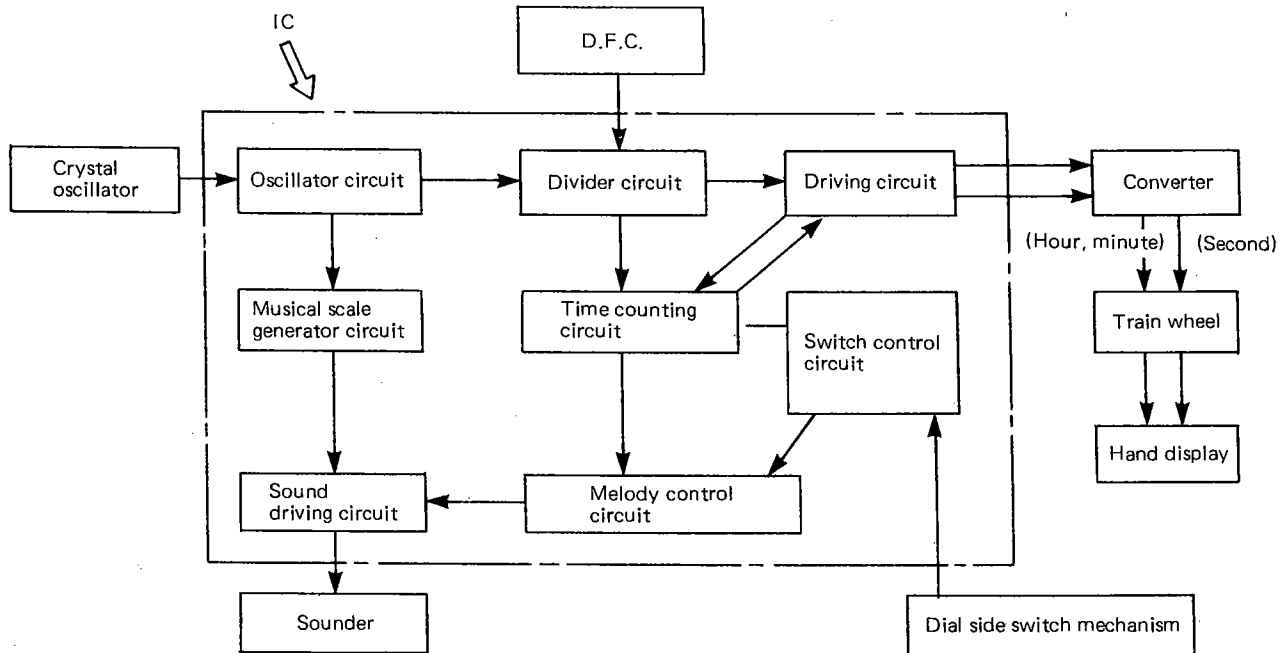 IC
D.F.C.
Crystal
oscillator
Oscillator circuit
Divider circuit
Driving circuit
Converter
(Hour, minute)
(Second)
Musical scale
generator circuit
Time counting
circuit
Switch control
circuit
Train wheel
Hand display
Sound
driving circuit
Melody control
circuit
Sounder
Dial side switch mechanism